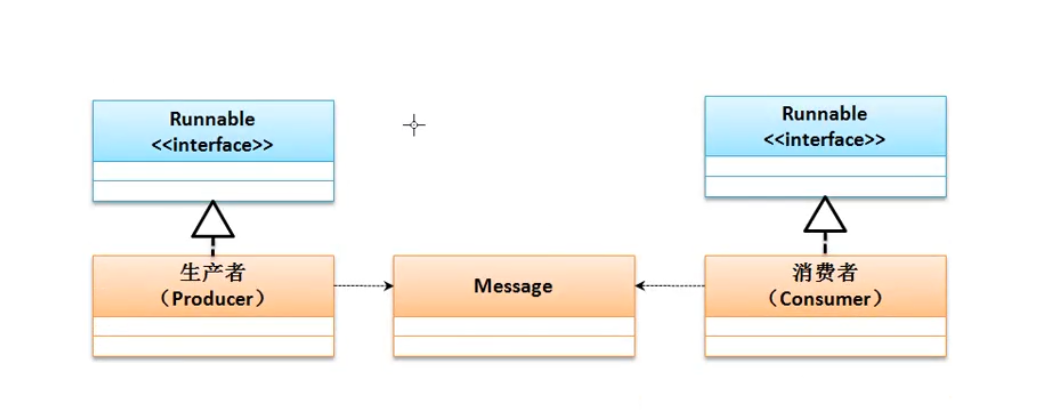 Runnable
<<interface>>
Runnable
<<interface>>
生产者
（Producer）
Message
消费者
（Consumer）